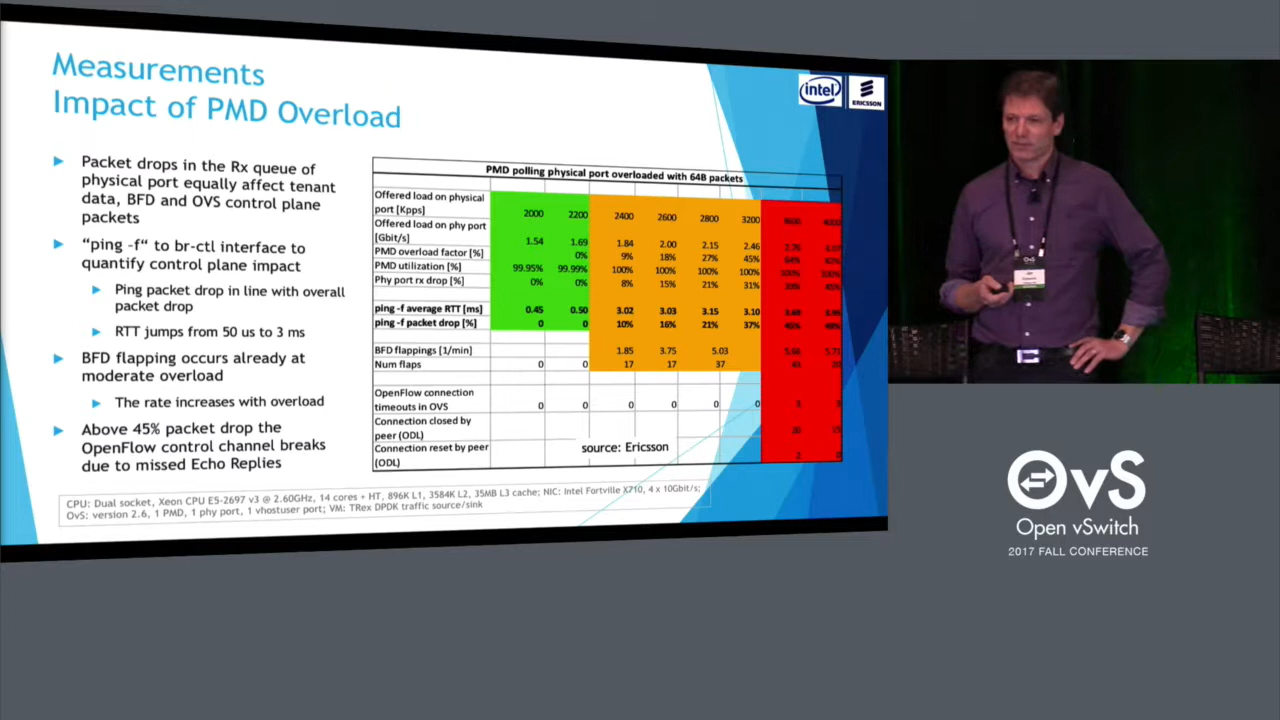 Measurements
Impact of PMD Overload
intel
ERICSSON
▶ Packet drops in the Rx queue of
physical port equally affect tenant
data, BFD and OVS control plane
packets
▶ “ping -f“ to br-ctl interface to
quantify control plane impact
▶ Ping packet drop in line with overall
packet drop
▶ RTT jumps from 50 us to 3 ms
▶ BFD flapping occurs already at
moderate overload
▶ The rate increases with overload
▶ Above 45% packet drop the
OpenFlow control channel breaks
due to missed Echo Replies
PMD polling physical port overloaded with 64B packets
Offered load on physical
port [Kpps] 2000 2200 2400 2600 2800 3200
Offered load on phy port
[Gbit/s] 1.54 1.69 1.84 2.00 2.15 2.46
PMD overload factor [%] 0% 9% 18% 27% 45%
PMD utilization [%] 99.95% 99.99% 100% 100% 100% 100% 100% 100%
Phy port rx drop [%] 0% 0% 8% 15% 21% 31%
ping -f average RTT [ms] 0.45 0.50 3.02 3.03 3.15 3.10
ping -f packet drop [%] 0 0 10% 16% 21% 37%
BFD flappings [1/min] 1.85 3.75 5.03
Num flaps 0 0 17 17 37
OpenFlow connection
timeouts in OVS 0 0 0 0 0 0
Connection closed by
peer (ODL)
Connection reset by peer
(ODL)
source: Ericsson
CPU: Dual socket, Xeon CPU E5-2697 v3 @ 2.60GHz, 14 cores + HT, 896K L1, 3584K L2, 35MB L3 cache; NIC: Intel Fortville X710, 4 x 10Gbit/s;
OvS: version 2.6, 1 PMD, 1 phy port, 1 vhostuser port; VM: TRex DPDK traffic source/sink
OvS
Open vSwitch
2017 FALL CONFERENCE